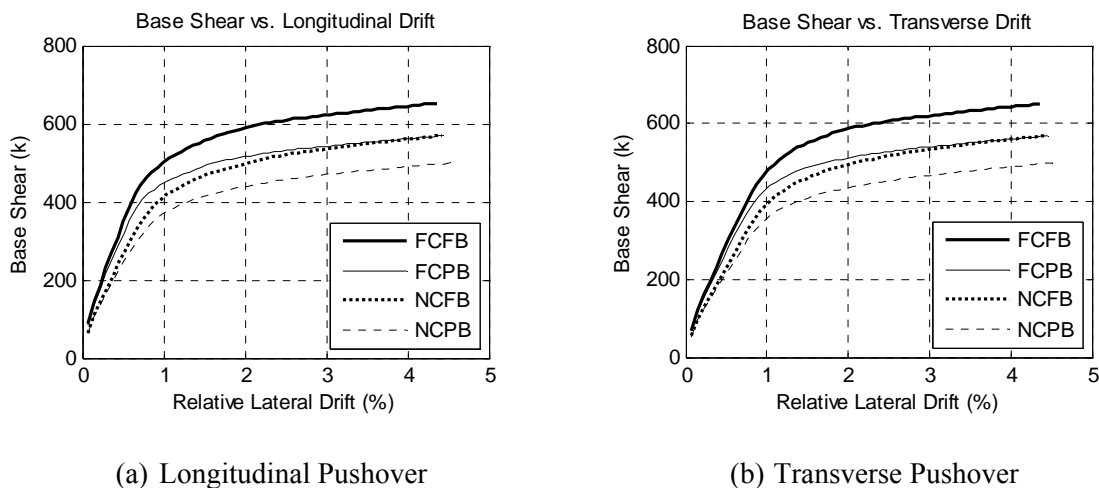 Base Shear vs. Longitudinal Drift
800
600
400
200
0
Base Shear (k)
FCFB
FCPB
NCFB
NCPB
0 1 2 3 4 5
Relative Lateral Drift (%)
(a) Longitudinal Pushover
Base Shear vs. Transverse Drift
800
600
400
200
0
Base Shear (k)
FCFB
FCPB
NCFB
NCPB
0 1 2 3 4 5
Relative Lateral Drift (%)
(b) Transverse Pushover